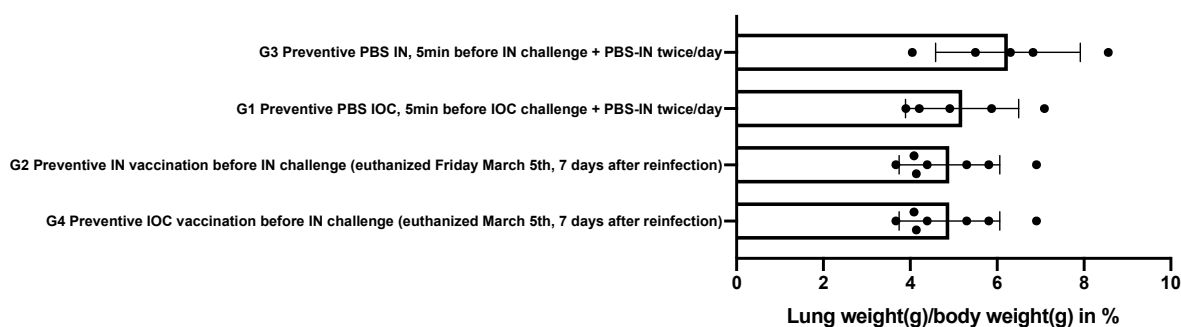 G3 Preventive PBS IN, 5min before IN challenge + PBS-IN twice/day
G1 Preventive PBS IOC, 5min before IOC challenge + PBS-IN twice/day
G2 Preventive IN vaccination before IN challenge (euthanized Friday March 5th, 7 days after reinfection)
G4 Preventive IOC vaccination before IN challenge (euthanized March 5th, 7 days after reinfection)
0 2 4 6 8 10
Lung weight(g)/body weight(g) in %